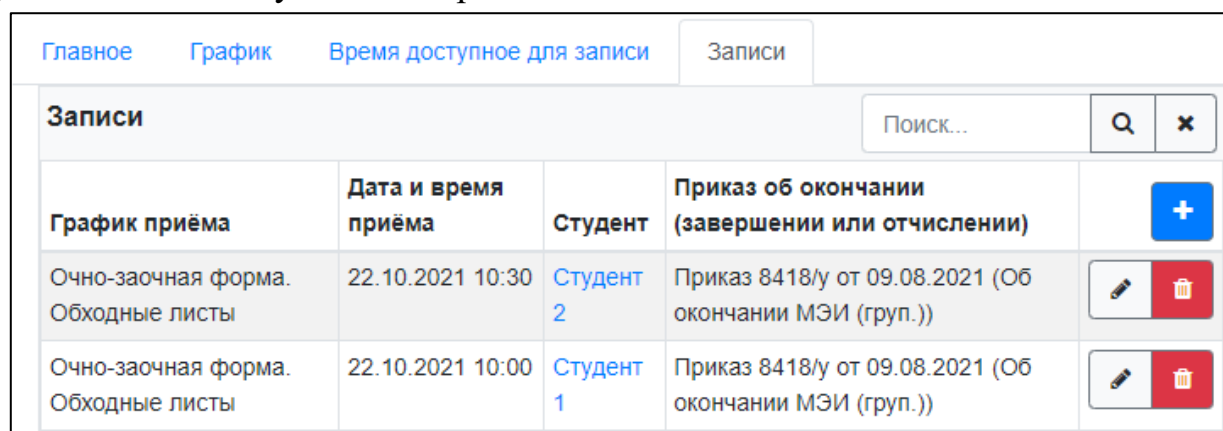 Главное График Время доступное для записи Записи
Записи Поиск...
График приёма Дата и время приёма Студент Приказ об окончании (завершении или отчислении)
Очно-заочная форма. Обходные листы 22.10.2021 10:30 Студент 2 Приказ 8418/у от 09.08.2021 (Об окончании МЭИ (груп.))
Очно-заочная форма. Обходные листы 22.10.2021 10:00 Студент 1 Приказ 8418/у от 09.08.2021 (Об окончании МЭИ (груп.))